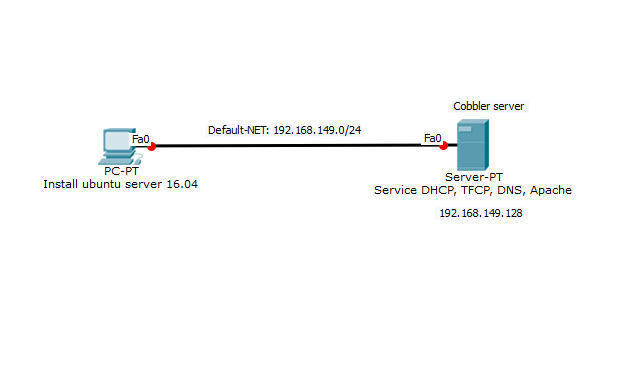 Cobbler server
Default-NET: 192.168.149.0/24
Fa0
Fa0
PC-PT
Install ubuntu server 16.04
Server-PT
Service DHCP, TFCP, DNS, Apache
192.168.149.128